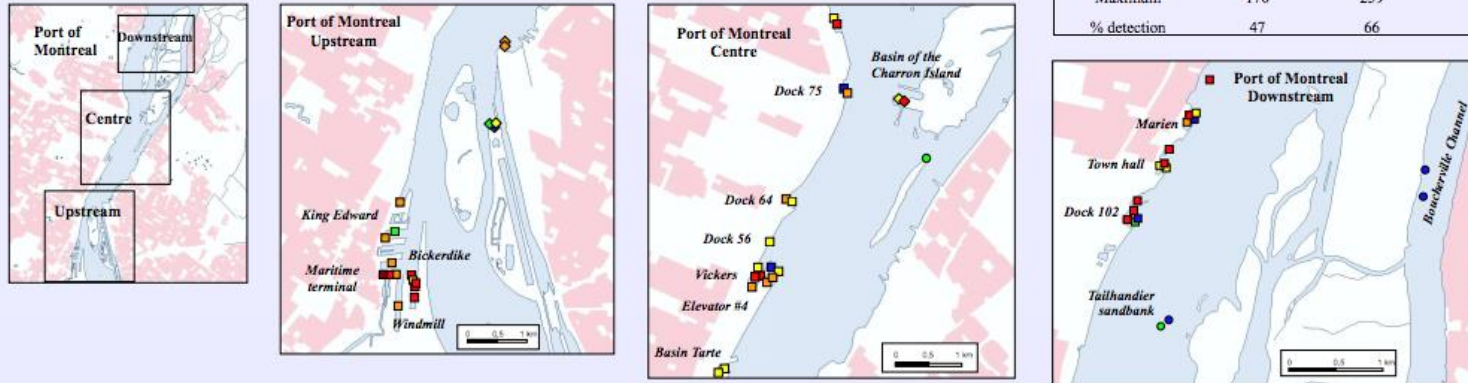 Port of
Montreal
Downstream
Centre
Upstream
Port of Montreal
Upstream
King Edward
Bickerdike
Maritime
terminal
Windmill
0 0,5 1 km
Port of Montreal
Centre
Basin of the
Charron Island
Dock 75
Dock 64
Dock 56
Vickers
Elevator #4
Basin Tarte
0 0,5 1 km
Maximum 170 259
% detection 47 66
Port of Montreal
Downstream
Marien
Boucherville Channel
Town hall
Dock 102
Tailhandier
sandbank
0 0,5 1 km